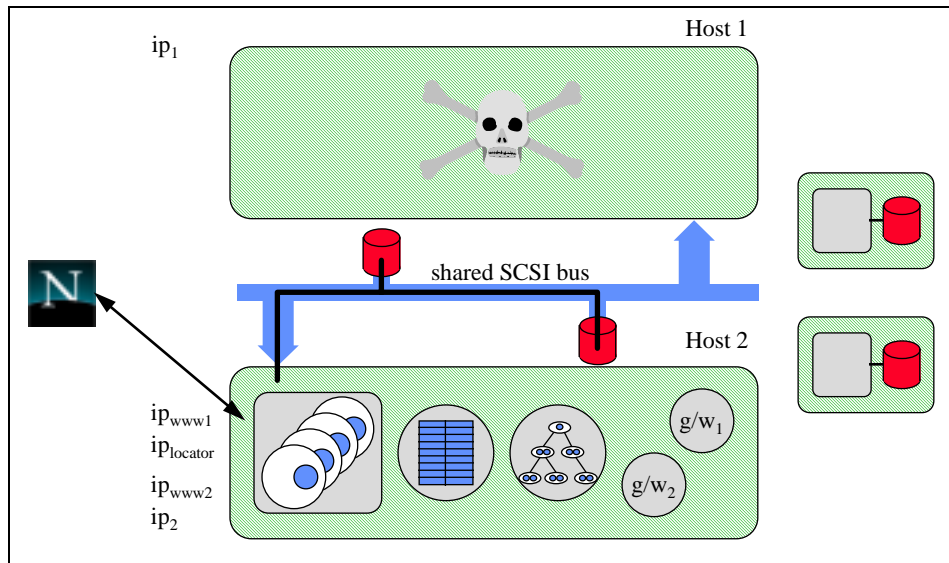 Host 1
ip1
shared SCSI bus
N
Host 2
ipwww1
iplocator
ipwww2
ip2
g/w1
g/w2